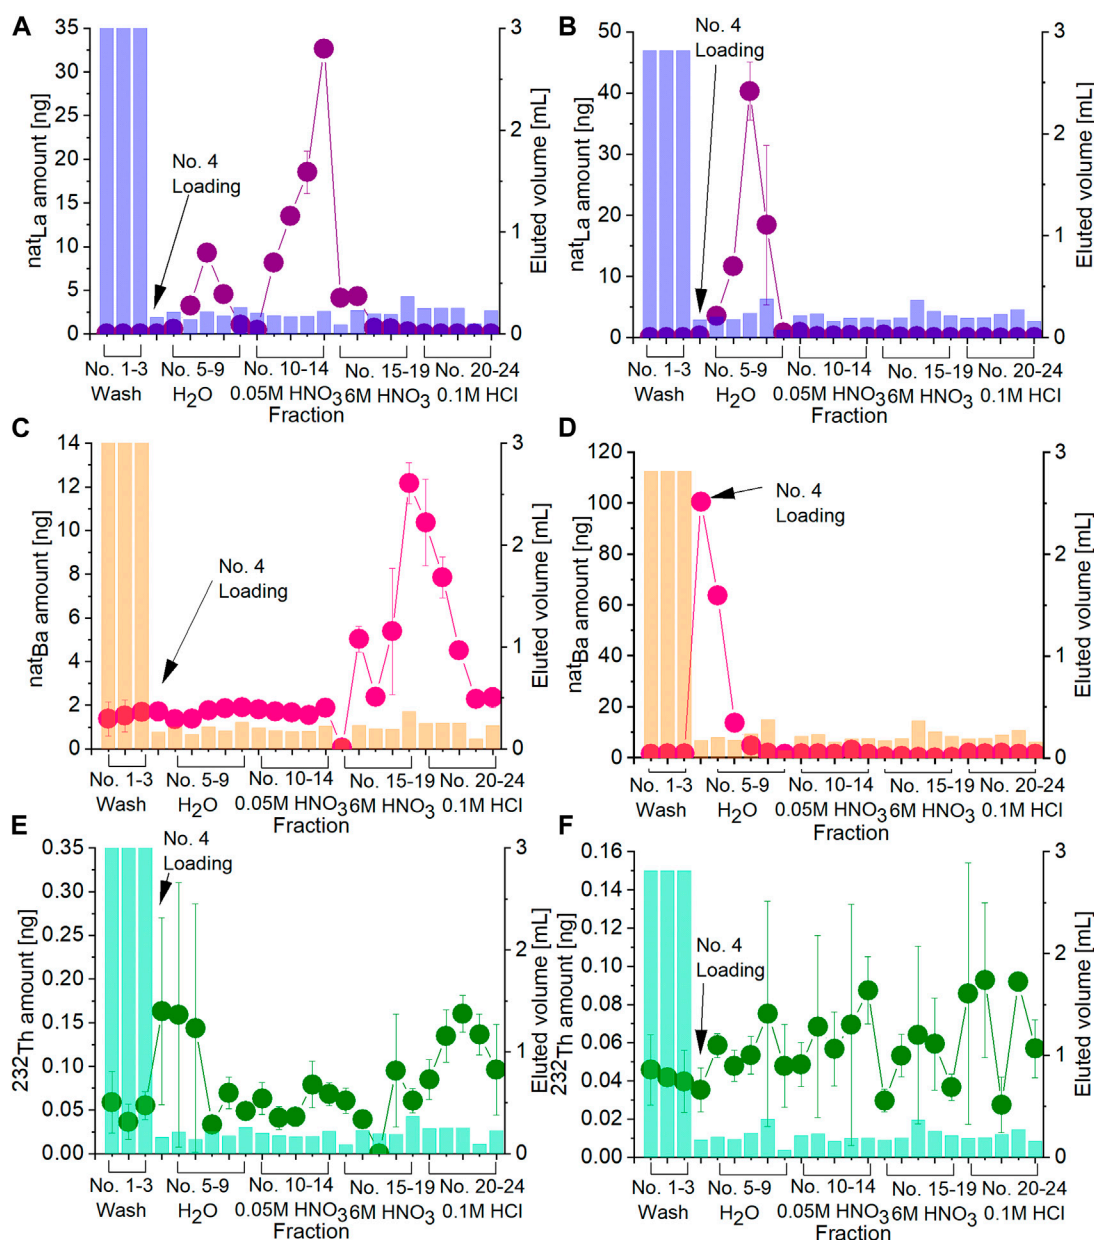 A
35
30
25
20
15
10
5
0
natLa amount [ng]
3
2
1
0
Eluted volume [mL]
No. 4
Loading
No. 1-3
Wash
No. 5-9
H2O
No. 10-14
0.05M HNO3
No. 15-19
6M HNO3
No. 20-24
0.1M HCl
Fraction
B
50
40
30
50
20
10
0
natLa amount [ng]
3
2
1
0
Eluted volume [mL]
No. 4
Loading
No. 1-3
Wash
No. 5-9
H2O
No. 10-14
0.05M HNO3
No. 15-19
6M HNO3
No. 20-24
0.1M HCl
Fraction
C
14
12
10
8
6
4
2
0
natBa amount [ng]
3
2
1
0
Eluted volume [mL]
No. 4
Loading
No. 1-3
Wash
No. 5-9
H2O
No. 10-14
0.05M HNO3
No. 15-19
6M HNO3
No. 20-24
0.1M HCl
Fraction
D
120
100
80
60
40
20
0
natBa amount [ng]
3
2
1
0
Eluted volume [mL]
No. 4
Loading
No. 1-3
Wash
No. 5-9
H2O
No. 10-14
0.05M HNO3
No. 15-19
6M HNO3
No. 20-24
0.1M HCl
Fraction
E
0.35
0.30
0.25
0.20
0.15
0.10
0.05
0.00
232Th amount [ng]
3
2
1
0
Eluted volume [mL]
No. 4
Loading
No. 1-3
Wash
No. 5-9
H2O
No. 10-14
0.05M HNO3
No. 15-19
6M HNO3
No. 20-24
0.1M HCl
Fraction
F
0.16
0.14
0.12
0.10
0.08
0.06
0.04
0.02
0.00
232Th amount [ng]
3
2
1
0
Eluted volume [mL]
No. 4
Loading
No. 1-3
Wash
No. 5-9
H2O
No. 10-14
0.05M HNO3
No. 15-19
6M HNO3
No. 20-24
0.1M HCl
Fraction